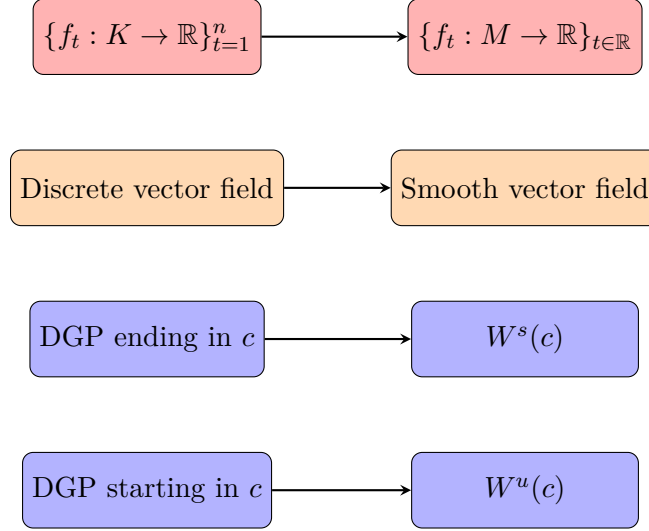 {f_t : K → ℝ}_{t=1}^n → {f_t : M → ℝ}_{t∈ℝ}
Discrete vector field → Smooth vector field
DGP ending in c → W^s(c)
DGP starting in c → W^u(c)